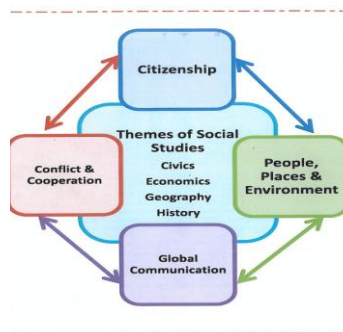 Citizenship
Themes of Social
Studies
Civics
Economics
Geography
History
Conflict &
Cooperation
People,
Places &
Environment
Global
Communication